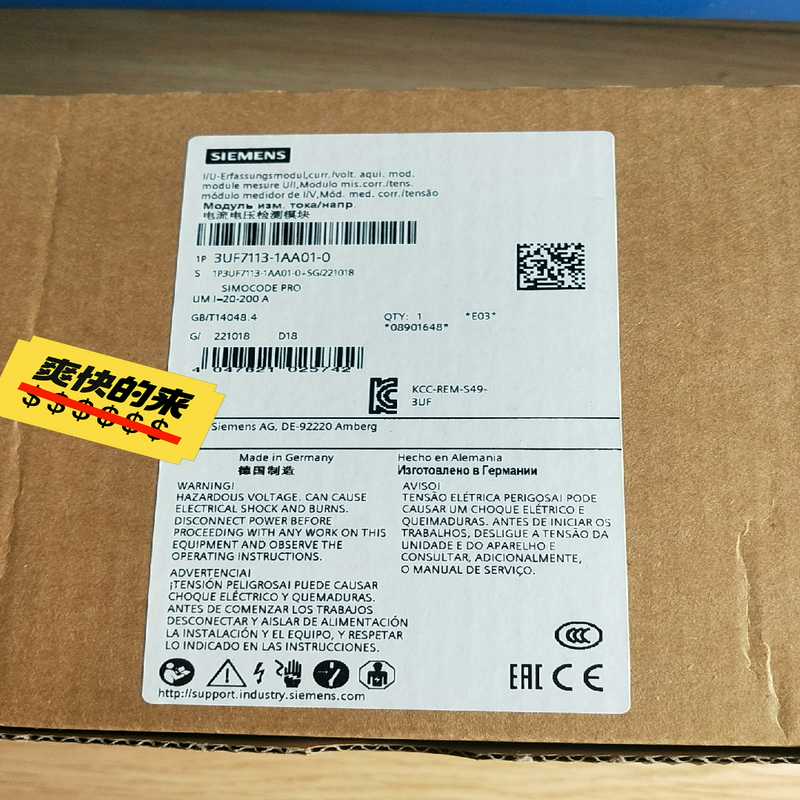 SIEMENS
I/U-Erfassungsmodul,curr./volt. aqui. mod.
module mesure U/I,Modulo mis.corr./tens.
módulo medidor de I/V,Mód. med. corr./tensão
Модуль изм. тока/напр.
电流电压检测模块
1P 3UF7113-1AA01-0
S 1P3UF7113-1AA01-0+SG/221018
SIMOCODE PRO
UM I=20-200 A
GB/T14048.4
QTY: 1 *E03*
*08901648*
G/ 221018 D18
4 047621 025742
KCC-REM-S49-
3UF
爽快的来
$$$$$$
Siemens AG, DE-92220 Amberg
Made in Germany
德国制造
Hecho en Alemania
Изготовлено в Германии
WARNING!
HAZARDOUS VOLTAGE. CAN CAUSE
ELECTRICAL SHOCK AND BURNS.
DISCONNECT POWER BEFORE
PROCEEDING WITH ANY WORK ON THIS
EQUIPMENT AND OBSERVE THE
OPERATING INSTRUCTIONS.
AVISO!
TENSÃO ELÉTRICA PERIGOSA! PODE
CAUSAR UM CHOQUE ELÉTRICO E
QUEIMADURAS. ANTES DE INICIAR OS
TRABALHOS, DESLIGUE A TENSÃO DA
UNIDADE E DO APARELHO E
CONSULTAR, ADICIONALMENTE,
O MANUAL DE SERVIÇO.
ADVERTENCIA!
¡TENSIÓN PELIGROSA! PUEDE CAUSAR
CHOQUE ELÉCTRICO Y QUEMADURAS.
ANTES DE COMENZAR LOS TRABAJOS
DESCONECTAR Y AISLAR DE ALIMENTACIÓN
LA INSTALACIÓN Y EL EQUIPO, Y RESPETAR
LO INDICADO EN LAS INSTRUCCIONES.
CCC
EAC CE
http://support.industry.siemens.com